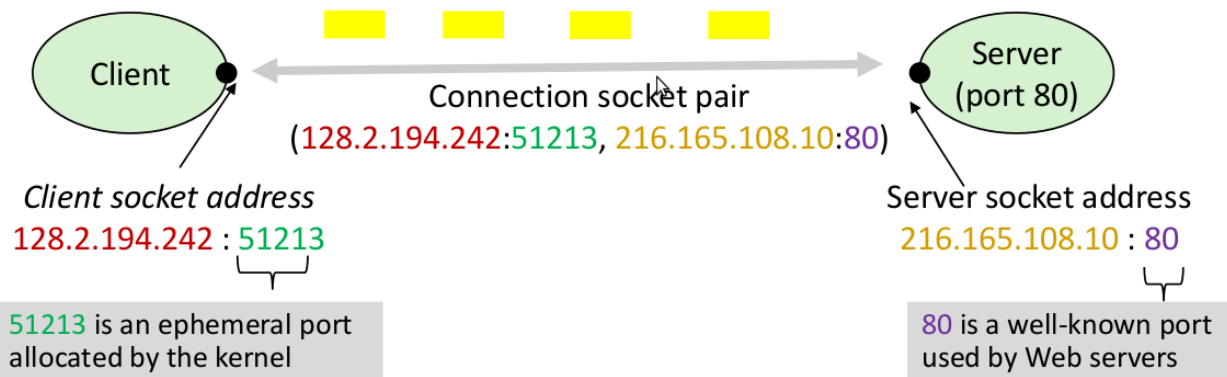 Client
Server
(port 80)
Connection socket pair
(128.2.194.242:51213, 216.165.108.10:80)
Client socket address
128.2.194.242 : 51213
Server socket address
216.165.108.10 : 80
51213 is an ephemeral port
allocated by the kernel
80 is a well-known port
used by Web servers